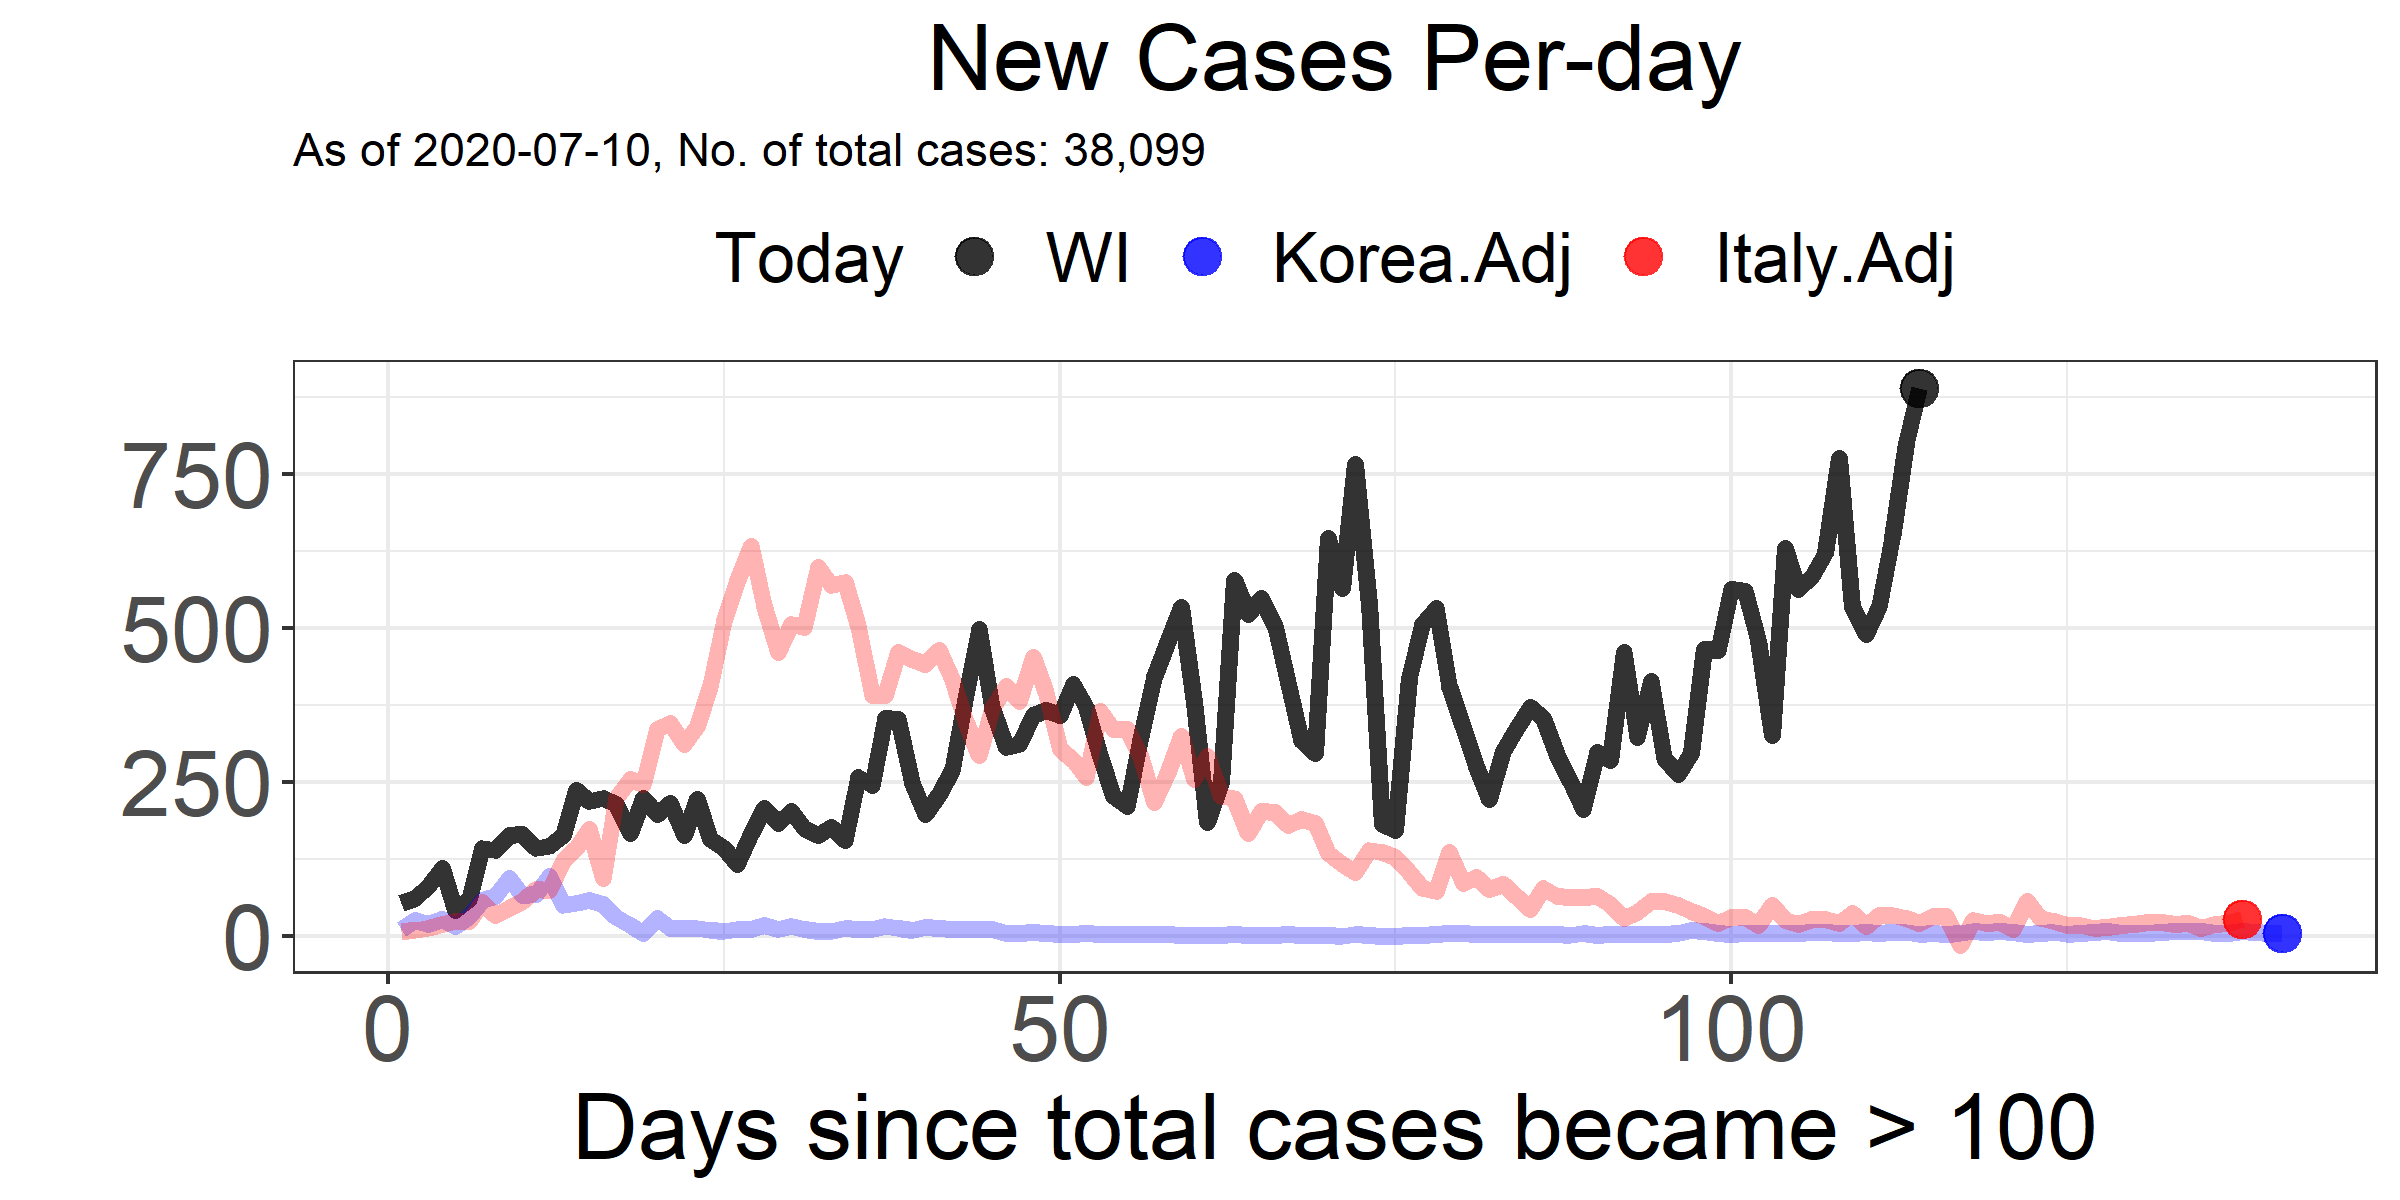 New Cases Per-day
As of 2020-07-10, No. of total cases: 38,099
Today WI Korea.Adj Italy.Adj
750
500
250
0
0 50 100
Days since total cases became > 100